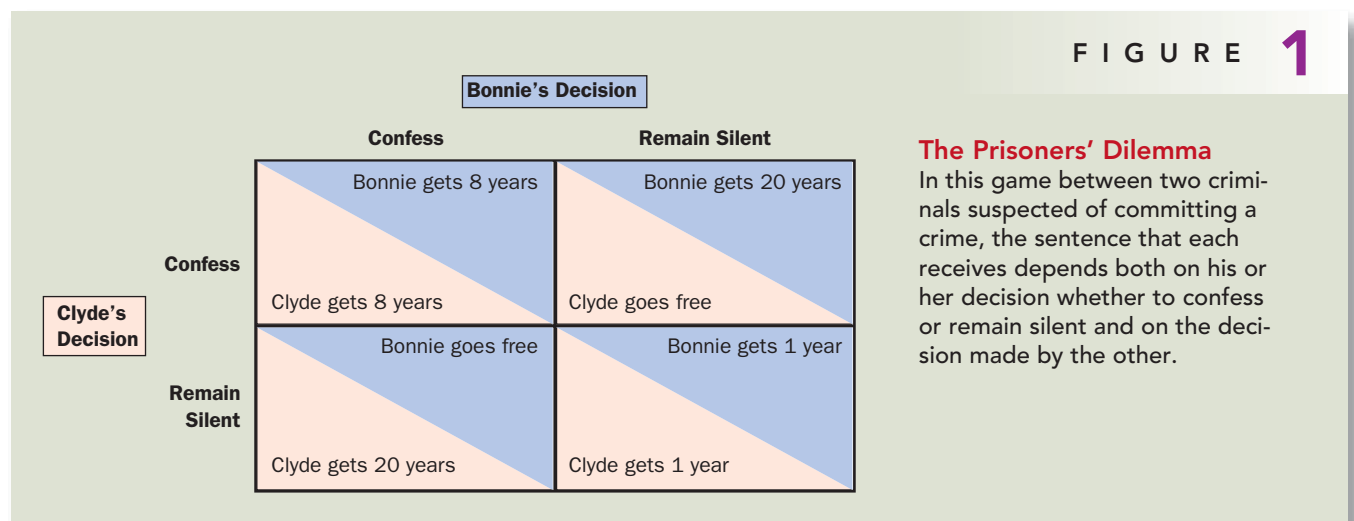 FIGURE 1
Bonnie's Decision
Confess
Remain Silent
Clyde's
Decision
Confess
Bonnie gets 8 years
Clyde gets 8 years
Bonnie gets 20 years
Clyde goes free
Remain
Silent
Bonnie goes free
Clyde gets 20 years
Bonnie gets 1 year
Clyde gets 1 year
The Prisoners' Dilemma
In this game between two crimi-
nals suspected of committing a
crime, the sentence that each
receives depends both on his or
her decision whether to confess
or remain silent and on the deci-
sion made by the other.